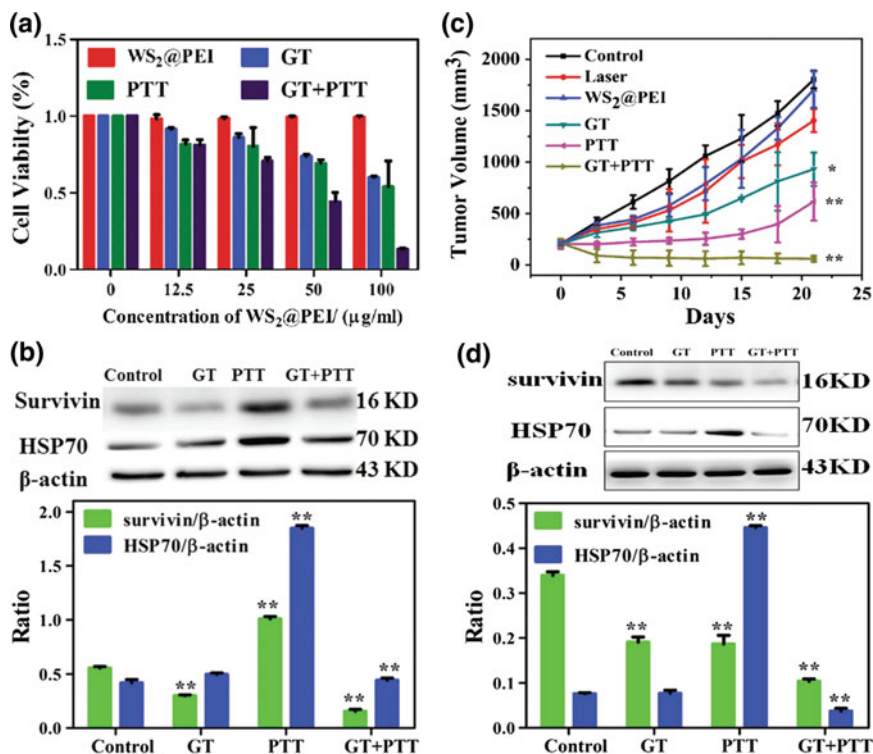 (a)
1.5
1.0
0.5
0.0
Cell Viabilty (%)
WS2@PEI
GT
PTT
GT+PTT
0
12.5
25
50
100
Concentration of WS2@PEI/ (μg/ml)
(c)
2000
1750
1500
1250
1000
750
500
250
0
Tumor Volume (mm3)
Control
Laser
WS2@PEI
GT
PTT
GT+PTT
*
**
**
0
5
10
15
20
25
Days
(b)
Control GT PTT GT+PTT
Survivin 16 KD
HSP70 70 KD
β-actin 43 KD
2.0
1.5
1.0
0.5
0.0
Ratio
survivin/β-actin
HSP70/β-actin
**
**
**
**
**
Control GT PTT GT+PTT
(d)
Control GT PTT GT+PTT
survivin 16KD
HSP70 70KD
β-actin 43KD
0.5
0.4
0.3
0.2
0.1
0.0
Ratio
survivin/β-actin
HSP70/β-actin
**
**
**
**
**
Control GT PTT GT+PTT